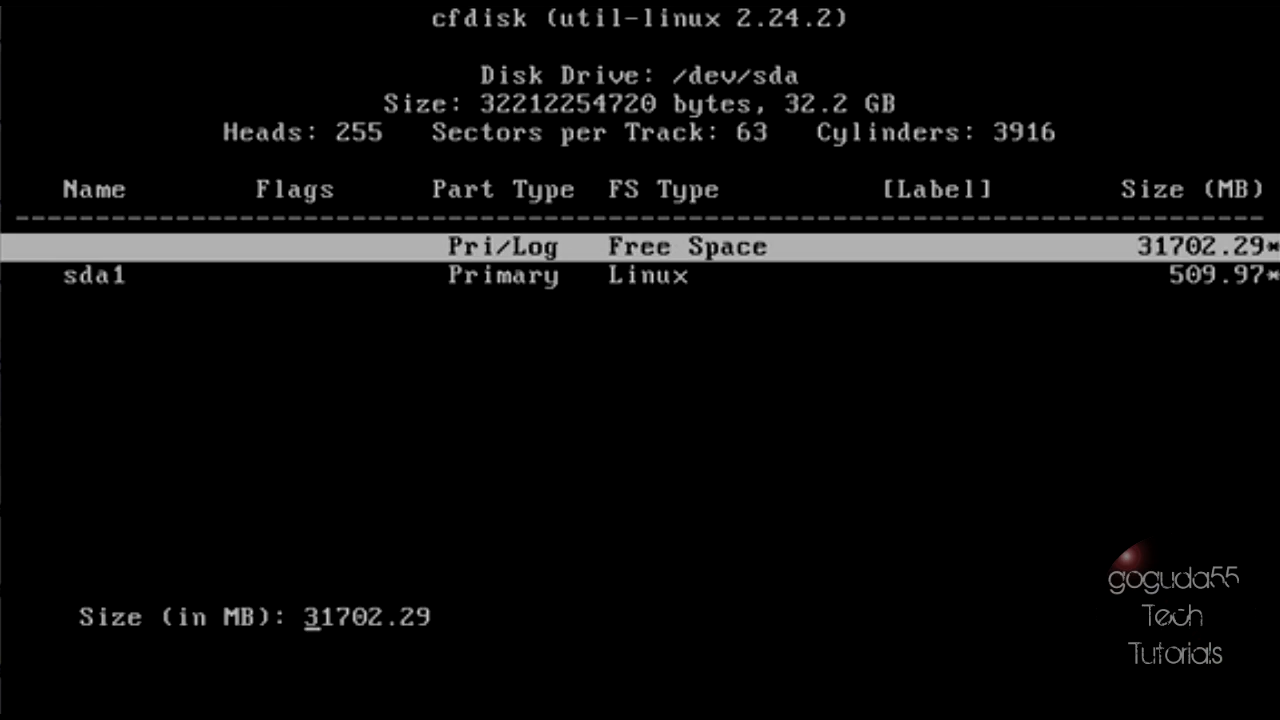 cfdisk (util-linux 2.24.2)
Disk Drive: /dev/sda
Size: 32212254720 bytes, 32.2 GB
Heads: 255   Sectors per Track: 63   Cylinders: 3916
Name   Flags   Part Type   FS Type   [Label]   Size (MB)
Pri/Log   Free Space   31702.29*
sda1   Primary   Linux   509.97*
Size (in MB): 31702.29
goguda55
Tech
Tutorials